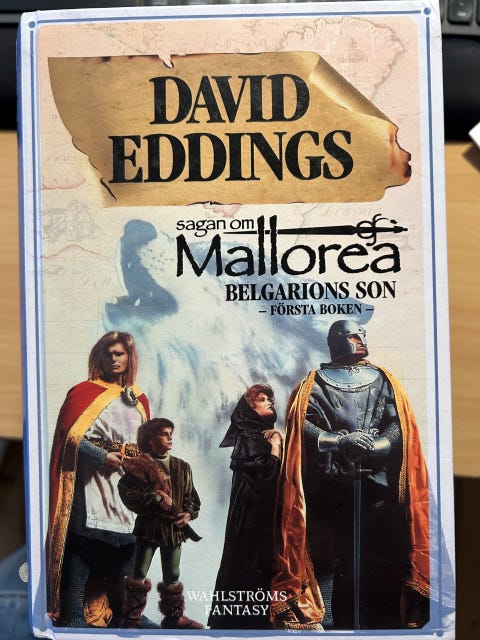 DAVID
EDDINGS
sagan om
Mallorea
BELGARIONS SON
– FÖRSTA BOKEN –
WAHLSTRÖMS
FANTASY